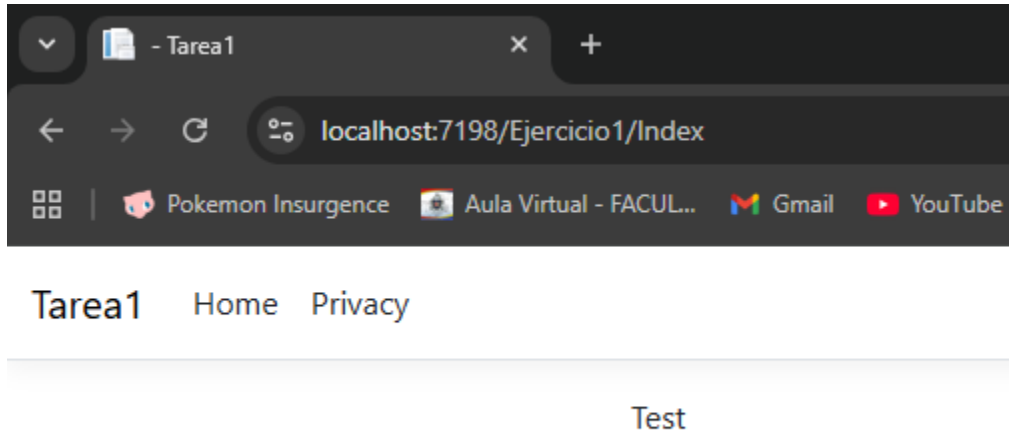 - Tarea1
localhost:7198/Ejercicio1/Index
Pokemon Insurgence Aula Virtual - FACUL... Gmail YouTube
Tarea1 Home Privacy
Test